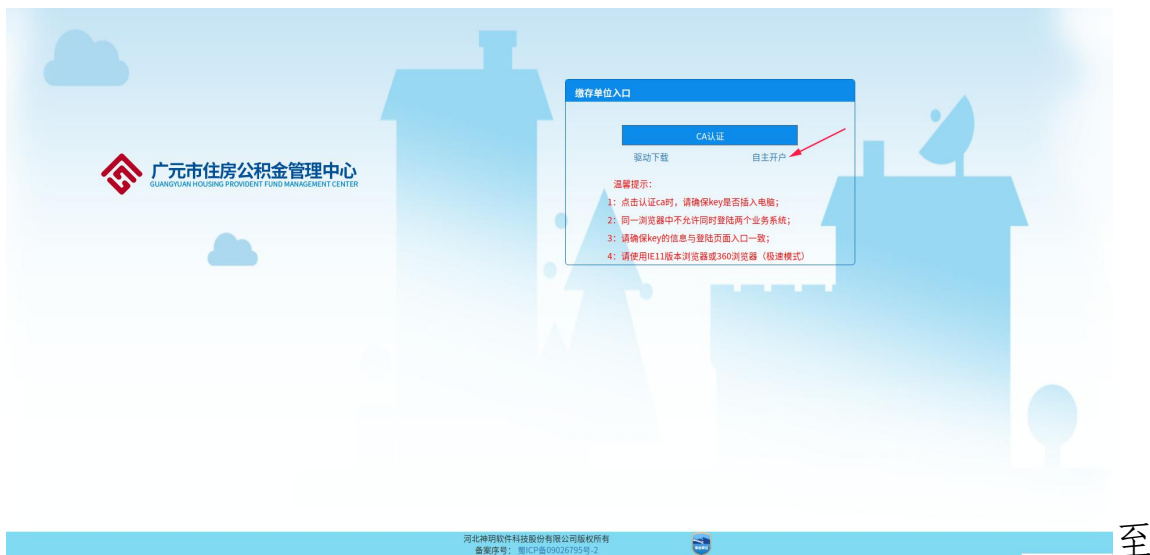 缴存单位入口
CA认证
驱动下载 自主开户
广元市住房公积金管理中心
GUANGYUAN HOUSING PROVIDENT FUND MANAGEMENT CENTER
温馨提示:
1:点击认证ca时,请确保key是否插入电脑;
2:同一浏览器中不允许同时登陆两个业务系统;
3:请确保key的信息与登陆页面入口一致;
4:请使用IE11版本浏览器或360浏览器(极速模式)
河北神玥软件科技股份有限公司版权所有
备案序号: 蜀ICP备09026795号-2
至